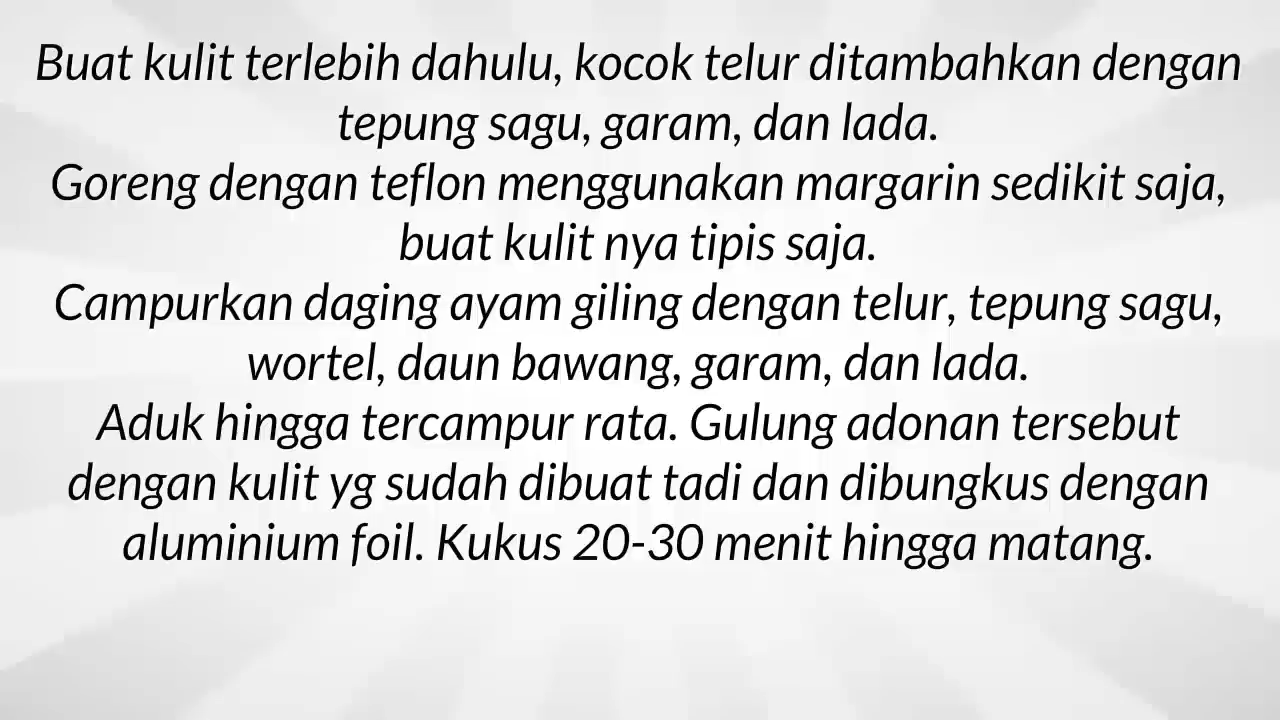 Buat kulit terlebih dahulu, kocok telur ditambahkan dengan
tepung sagu, garam, dan lada.
Goreng dengan teflon menggunakan margarin sedikit saja,
buat kulit nya tipis saja.
Campurkan daging ayam giling dengan telur, tepung sagu,
wortel, daun bawang, garam, dan lada.
Aduk hingga tercampur rata. Gulung adonan tersebut
dengan kulit yg sudah dibuat tadi dan dibungkus dengan
aluminium foil. Kukus 20-30 menit hingga matang.